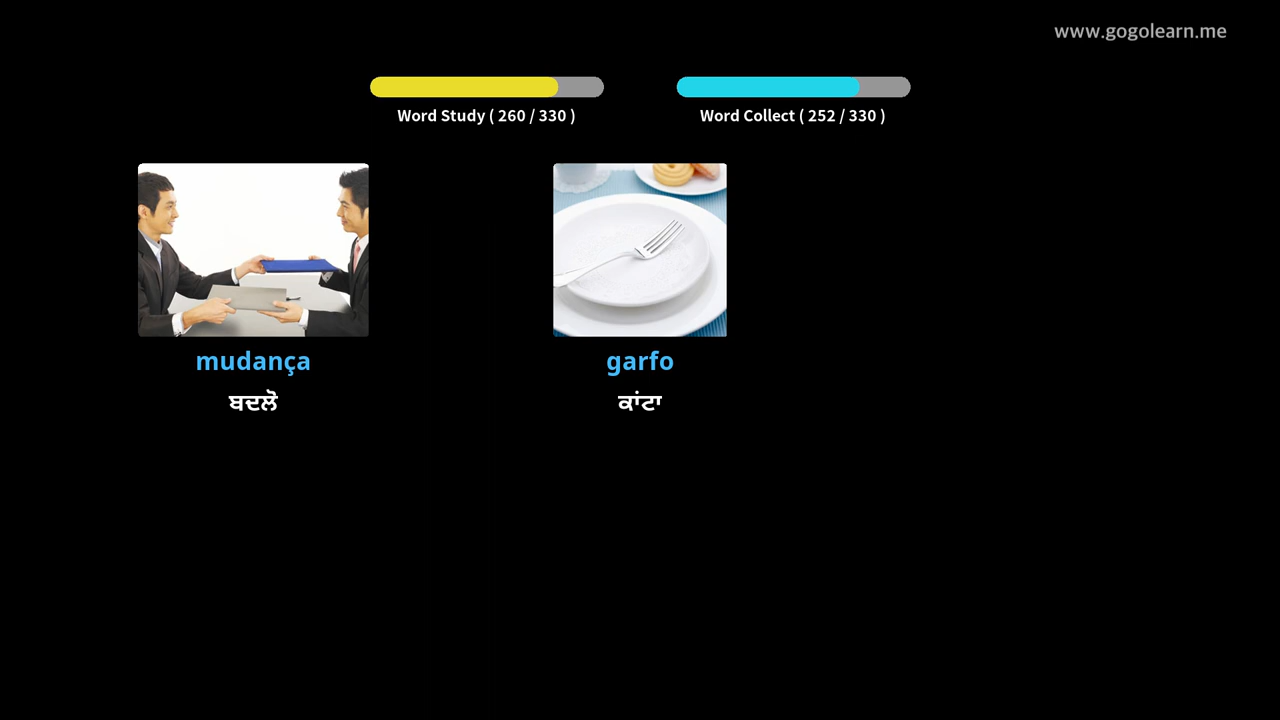 www.gogolearn.me
Word Study ( 260 / 330 )
Word Collect ( 252 / 330 )
mudança
garfo
ਬਦਲੋ
ਕਾਂਟਾ